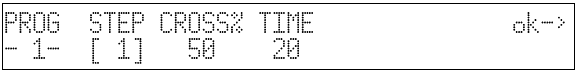 PROG STEP CROSS% TIME ok->
- 1- [ 1] 50 20